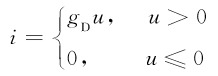 i = { g_D u,   u > 0
0,   u ≤ 0